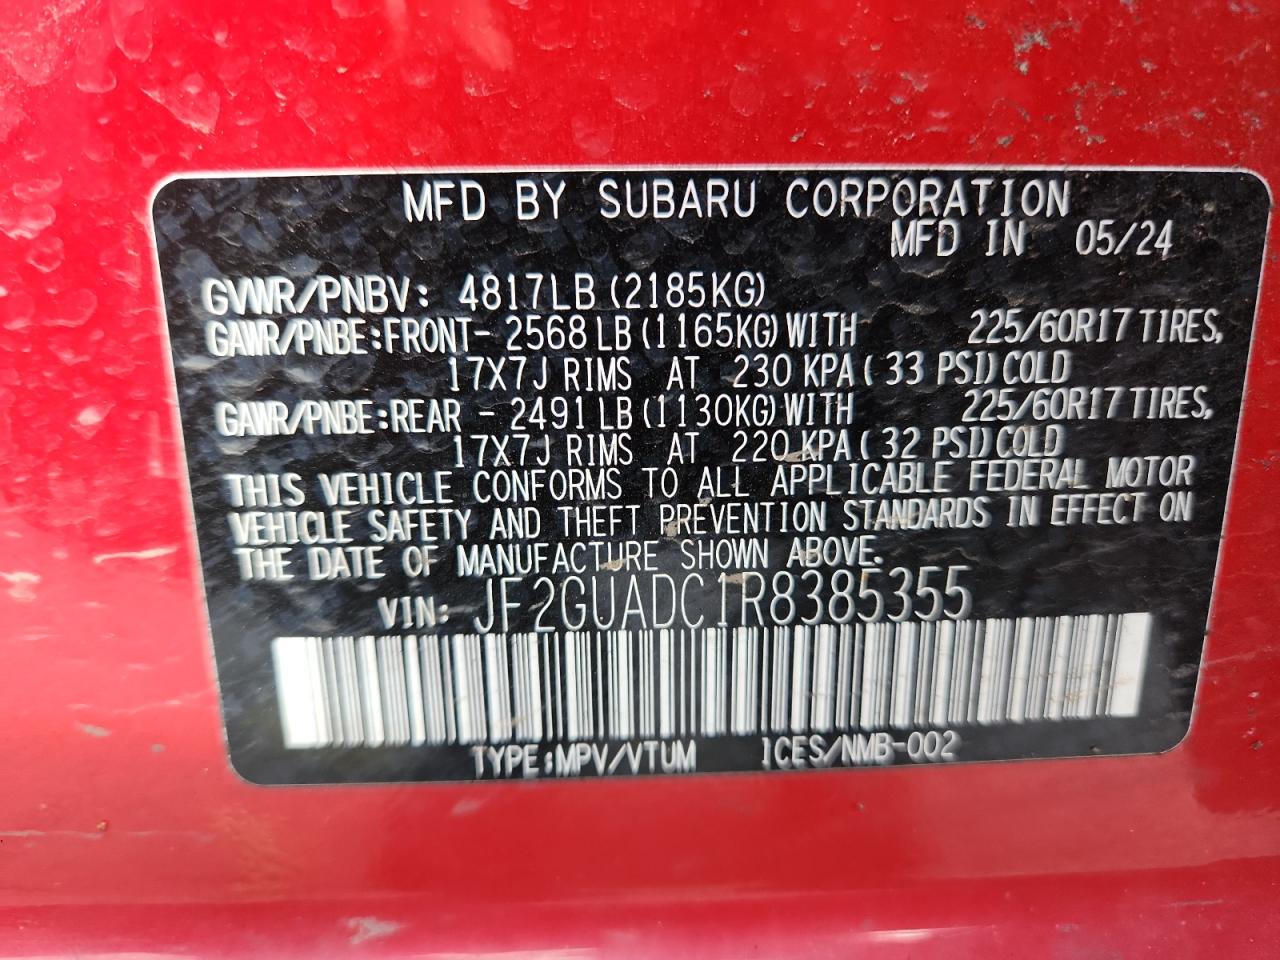 MFD BY SUBARU CORPORATION
MFD IN 05/24
GVWR/PNBV: 4817LB (2185KG)
GAWR/PNBE:FRONT- 2568 LB (1165KG) WITH 225/60R17 TIRES,
17X7J RIMS AT 230 KPA ( 33 PSI) COLD
GAWR/PNBE:REAR - 2491 LB (1130KG) WITH 225/60R17 TIRES,
17X7J RIMS AT 220 KPA ( 32 PSI) COLD
THIS VEHICLE CONFORMS TO ALL APPLICABLE FEDERAL MOTOR
VEHICLE SAFETY AND THEFT PREVENTION STANDARDS IN EFFECT ON
THE DATE OF MANUFACTURE SHOWN ABOVE.
VIN: JF2GUADC1R8385355
TYPE:MPV/VTUM ICES/NMB-002